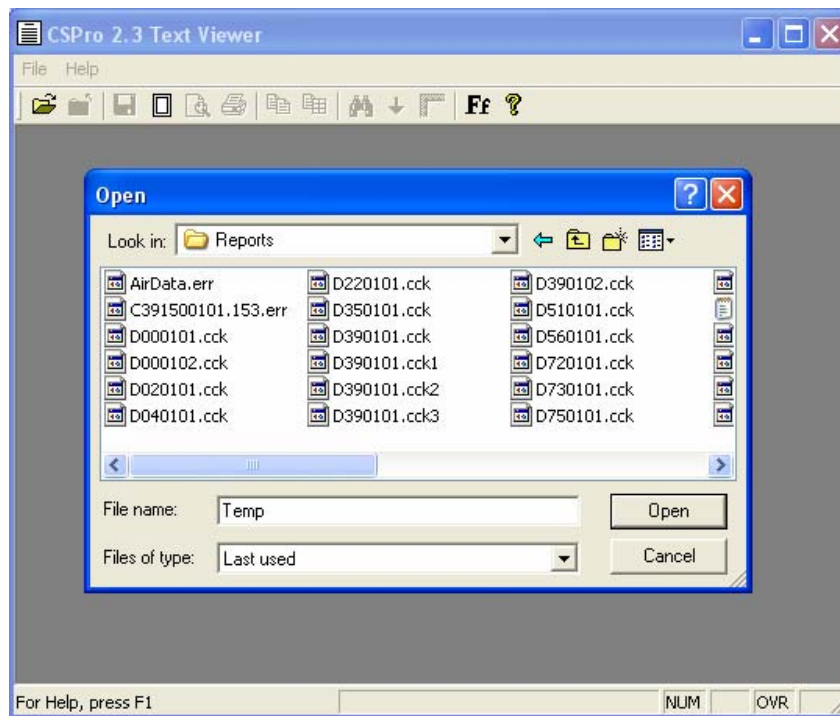 CSPro 2.3 Text Viewer
File Help
Ff ?
Open
Look in: Reports
AirData.err D220101.cck D390102.cck
C391500101.153.err D350101.cck D510101.cck
D000101.cck D390101.cck D560101.cck
D000102.cck D390101.cck1 D720101.cck
D020101.cck D390101.cck2 D730101.cck
D040101.cck D390101.cck3 D750101.cck
File name: Temp Open
Files of type: Last used Cancel
For Help, press F1 NUM OVR